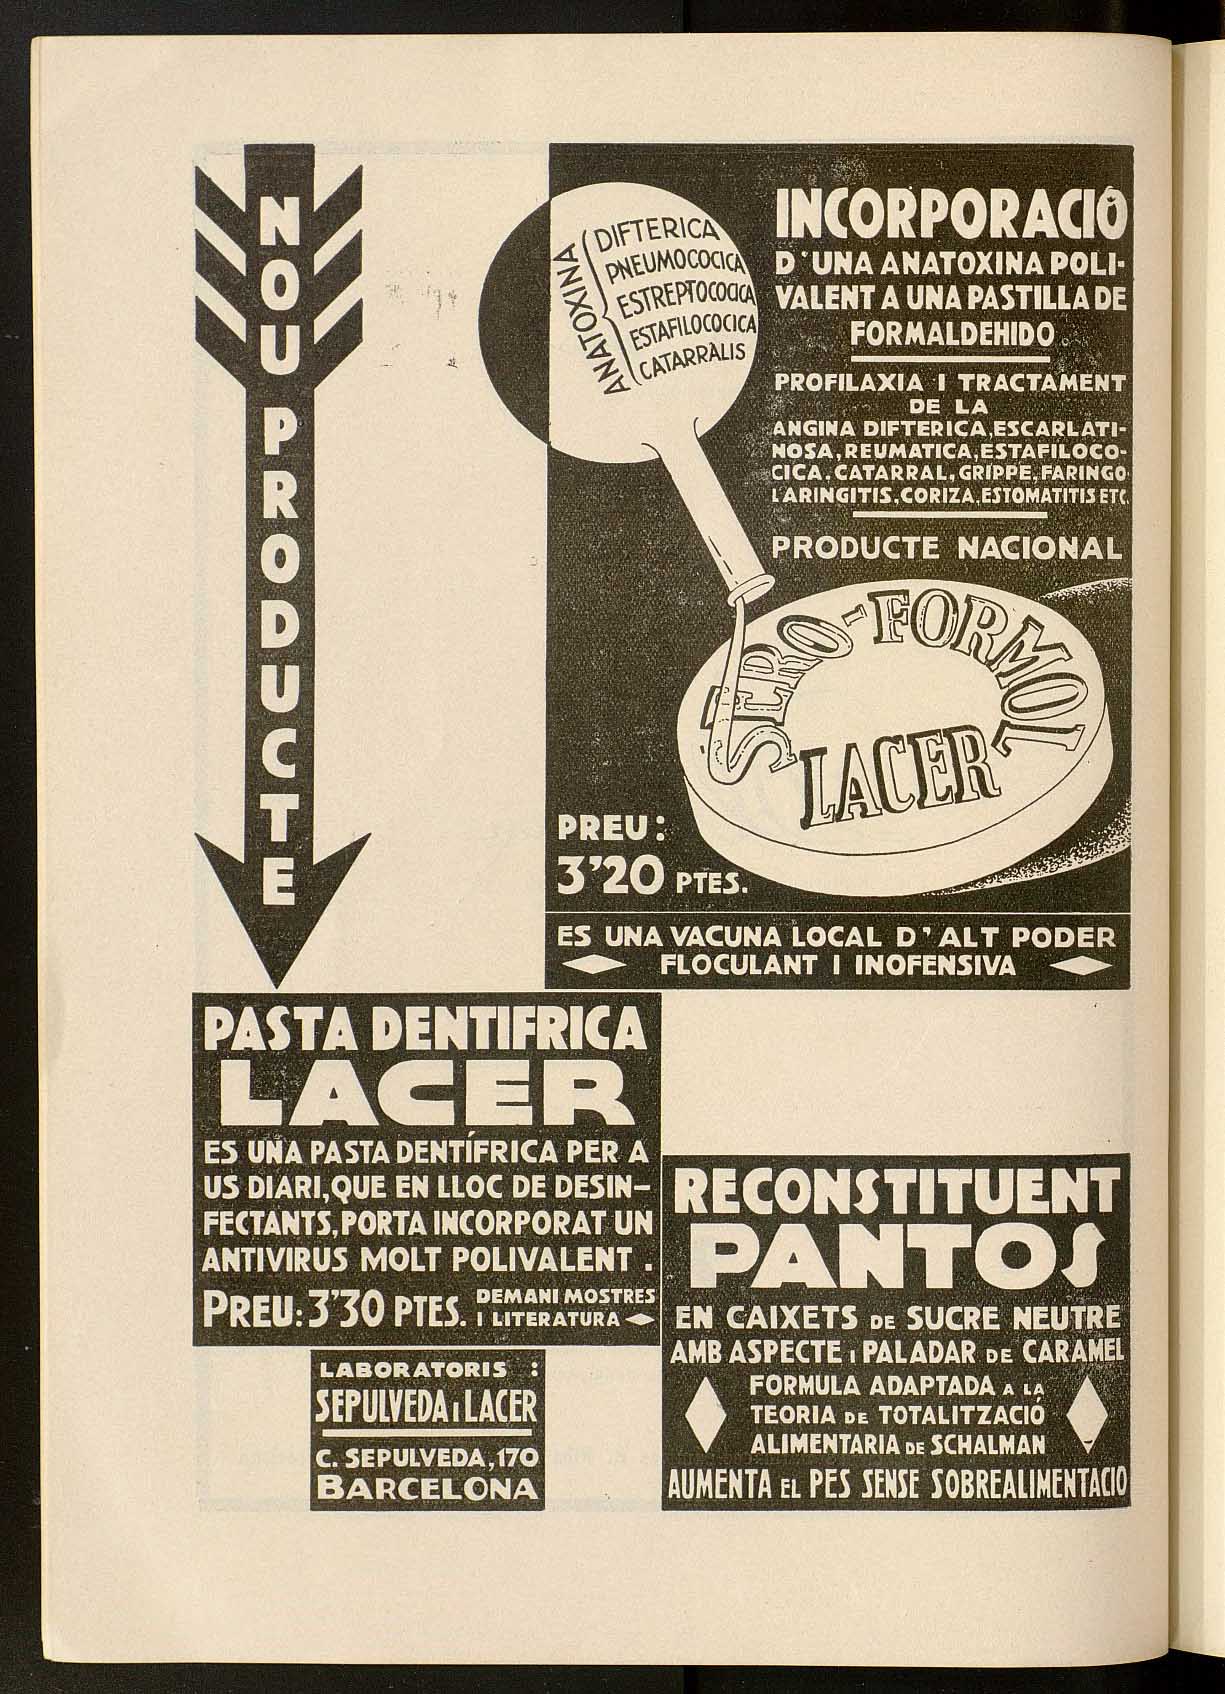 NOU PRODUCTE
ANATOXINA
DIFTERICA
PNEUMOCOCICA
ESTREPTOCOCICA
ESTAFILOCOCICA
CATARRÀLIS
INCORPORACIÓ
D'UNA ANATOXINA POLI-
VALENT A UNA PASTILLA DE
FORMALDEHIDO
PROFILAXIA I TRACTAMENT
DE LA
ANGINA DIFTERICA, ESCARLATI-
NOSA, REUMATICA, ESTAFILOCO-
CICA, CATARRAL, GRIPPE, FARINGO-
LARINGITIS, CORIZA, ESTOMATITIS ETC.
PRODUCTE NACIONAL
SERO-FORMOL
LACER
PREU:
3'20 PTES.
ES UNA VACUNA LOCAL D'ALT PODER
FLOCULANT I INOFENSIVA
PASTA DENTIFRICA
LACER
ES UNA PASTA DENTÍFRICA PER A
US DIARI, QUE EN LLOC DE DESIN-
FECTANTS, PORTA INCORPORAT UN
ANTIVIRUS MOLT POLIVALENT.
PREU: 3'30 PTES. DEMANI MOSTRES
I LITERATURA
LABORATORIS:
SEPULVEDA I LACER
C. SEPULVEDA, 170
BARCELONA
RECONSTITUENT
PANTOS
EN CAIXETS DE SUCRE NEUTRE
AMB ASPECTE I PALADAR DE CARAMEL
FORMULA ADAPTADA A LA
TEORIA DE TOTALITZACIÓ
ALIMENTARIA DE SCHALMAN
AUMENTA EL PES SENSE SOBREALIMENTACIO